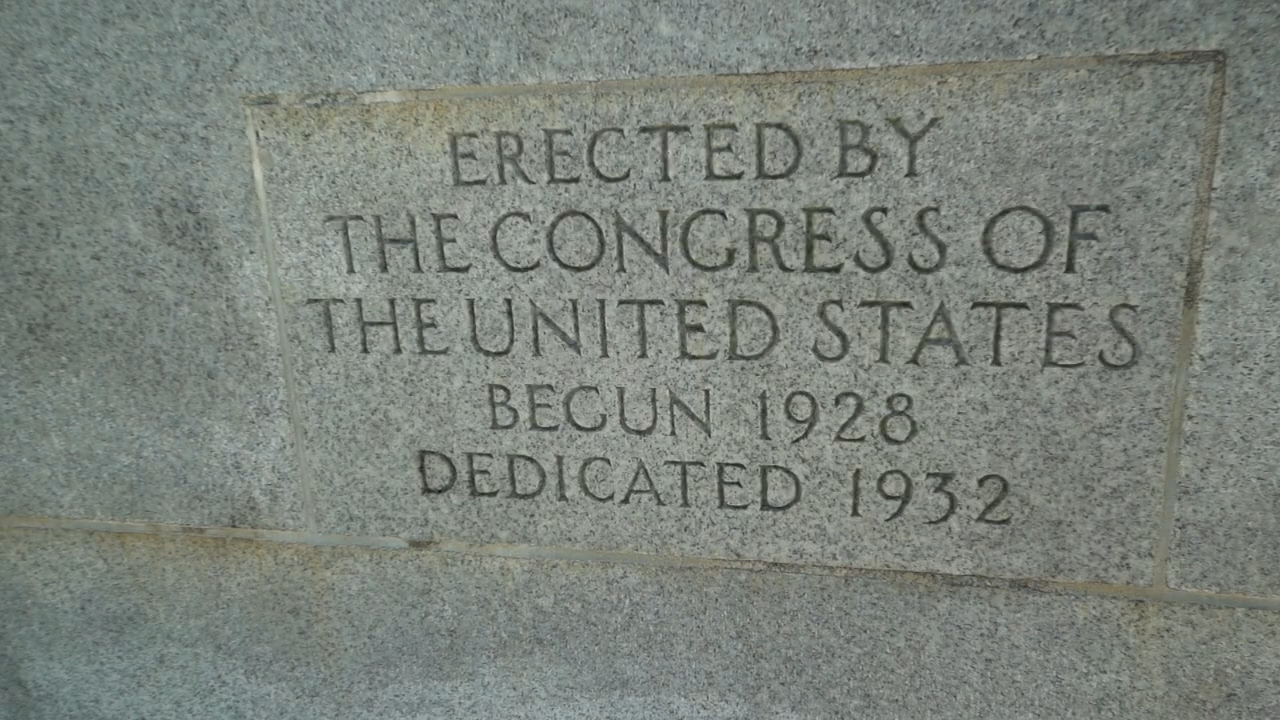 ERECTED BY
THE CONGRESS OF
THE UNITED STATES
BEGUN 1928
DEDICATED 1932